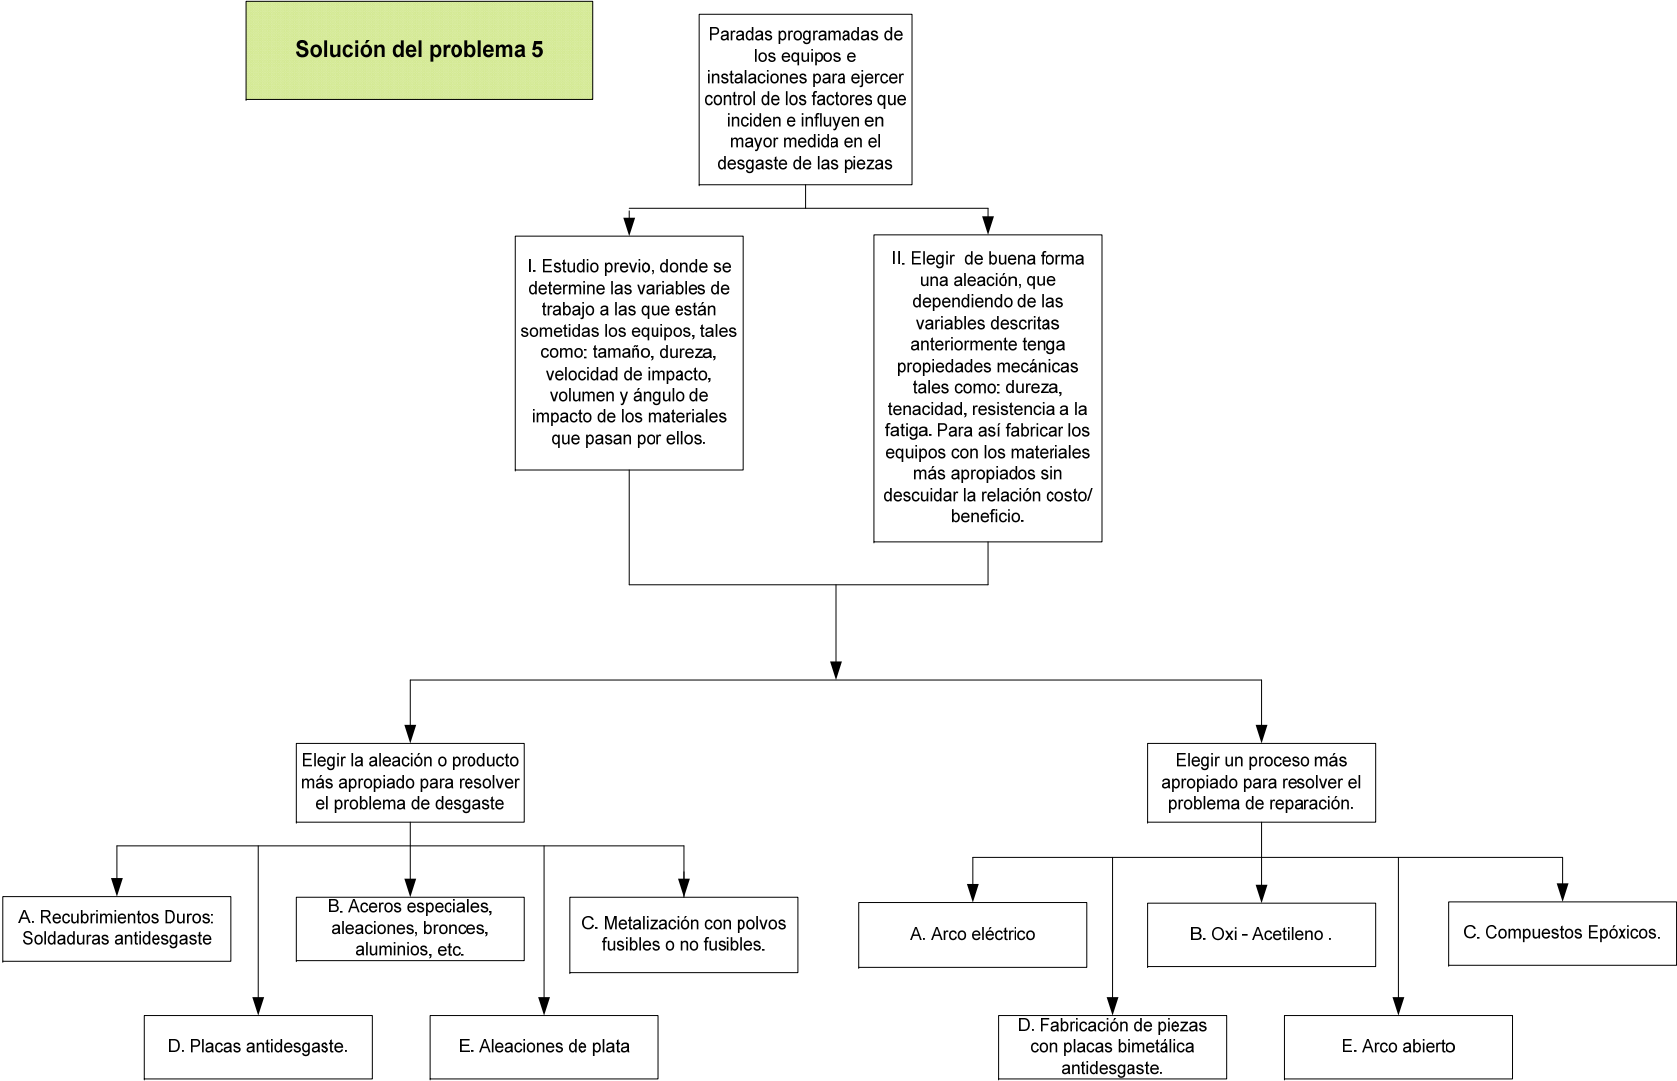 Solución del problema 5
Paradas programadas de
los equipos e
instalaciones para ejercer
control de los factores que
inciden e influyen en
mayor medida en el
desgaste de las piezas
I. Estudio previo, donde se
determine las variables de
trabajo a las que están
sometidas los equipos, tales
como: tamaño, dureza,
velocidad de impacto,
volumen y ángulo de
impacto de los materiales
que pasan por ellos.
II. Elegir de buena forma
una aleación, que
dependiendo de las
variables descritas
anteriormente tenga
propiedades mecánicas
tales como: dureza,
tenacidad, resistencia a la
fatiga. Para así fabricar los
equipos con los materiales
más apropiados sin
descuidar la relación costo/
beneficio.
Elegir la aleación o producto
más apropiado para resolver
el problema de desgaste
Elegir un proceso más
apropiado para resolver el
problema de reparación.
A. Recubrimientos Duros:
Soldaduras antidesgaste
B. Aceros especiales,
aleaciones, bronces,
aluminios, etc.
C. Metalización con polvos
fusibles o no fusibles.
D. Placas antidesgaste.
E. Aleaciones de plata
A. Arco eléctrico
B. Oxi - Acetileno .
C. Compuestos Epóxicos.
D. Fabricación de piezas
con placas bimetálica
antidesgaste.
E. Arco abierto